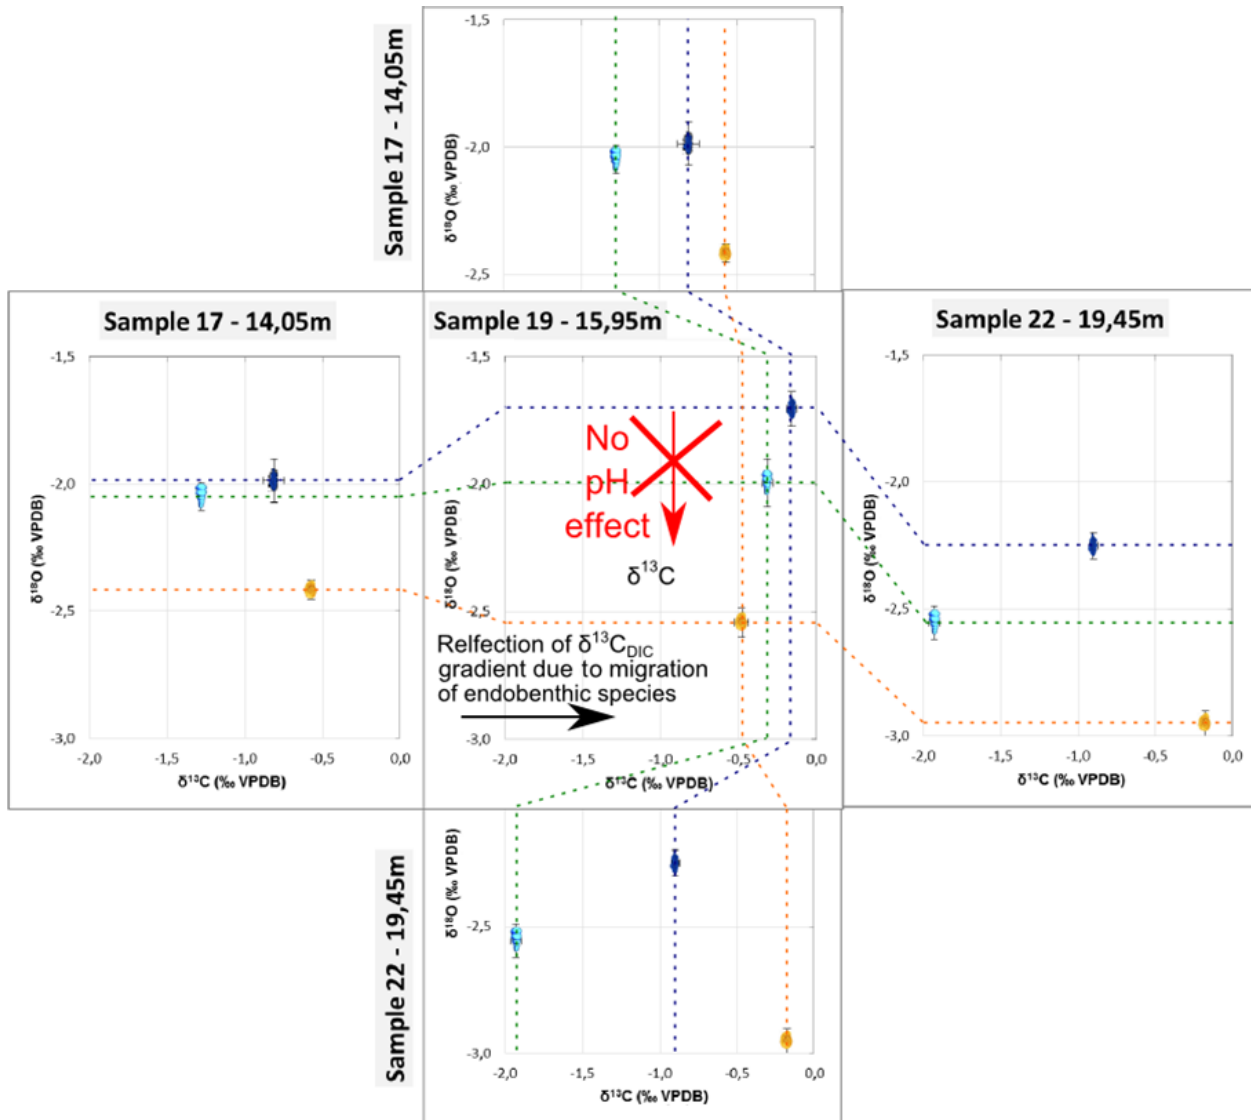 Sample 17 - 14,05m
-1,5
-2,0
-2,5
δ¹⁸O (‰ VPDB)
Sample 17 - 14,05m
-1,5
-2,0
-2,5
-3,0
δ¹⁸O (‰ VPDB)
-2,0 -1,5 -1,0 -0,5 0,0
δ¹³C (‰ VPDB)
Sample 19 - 15,95m
-1,5
-2,0
-2,5
-3,0
δ¹⁸O (‰ VPDB)
No
pH
effect
δ¹³C
Relfection of δ¹³C_DIC
gradient due to migration
of endobenthic species
-2,0 -1,5 -1,0 -0,5 0,0
δ¹³C (‰ VPDB)
Sample 22 - 19,45m
-1,5
-2,0
-2,5
-3,0
δ¹⁸O (‰ VPDB)
-2,0 -1,5 -1,0 -0,5 0,0
δ¹³C (‰ VPDB)
Sample 22 - 19,45m
-2,5
-3,0
δ¹⁸O (‰ VPDB)
-2,0 -1,5 -1,0 -0,5 0,0
δ¹³C (‰ VPDB)